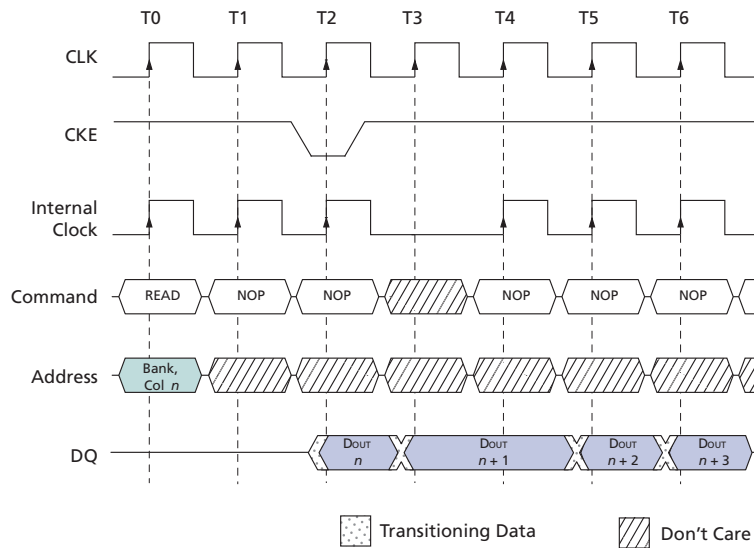 T0 T1 T2 T3 T4 T5 T6
CLK
CKE
Internal
Clock
Command READ NOP NOP NOP NOP NOP
Address Bank,
Col n
DQ DOUT DOUT DOUT DOUT
n n + 1 n + 2 n + 3
Transitioning Data Don't Care